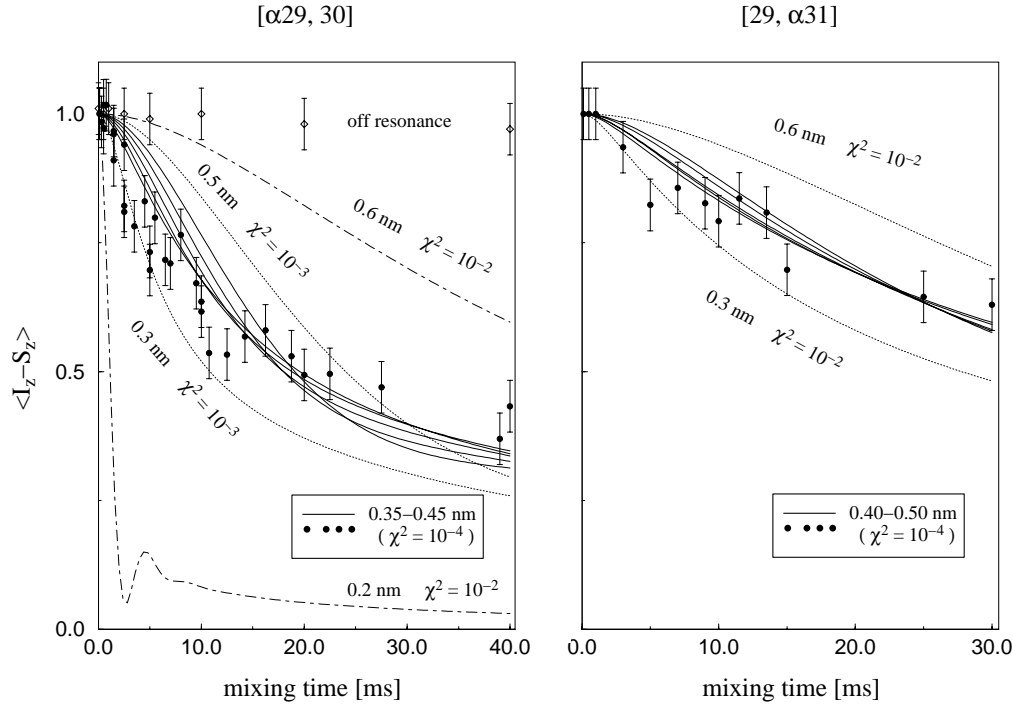 [α29, 30]
[29, α31]
<I_z–S_z>
1.0
0.5
0.0
off resonance
0.5 nm χ² = 10⁻³
0.6 nm χ² = 10⁻²
0.3 nm χ² = 10⁻³
0.35–0.45 nm
( χ² = 10⁻⁴ )
0.2 nm χ² = 10⁻²
0.0 10.0 20.0 30.0 40.0
mixing time [ms]
0.6 nm χ² = 10⁻²
0.3 nm χ² = 10⁻²
0.40–0.50 nm
( χ² = 10⁻⁴ )
0.0 10.0 20.0 30.0
mixing time [ms]